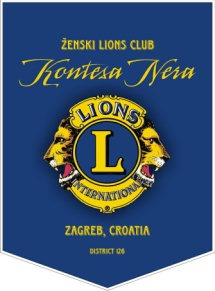 ŽENSKI LIONS CLUB
Kontesa Nera
LIONS
L
INTERNATIONAL
®
ZAGREB, CROATIA
DISTRICT 126